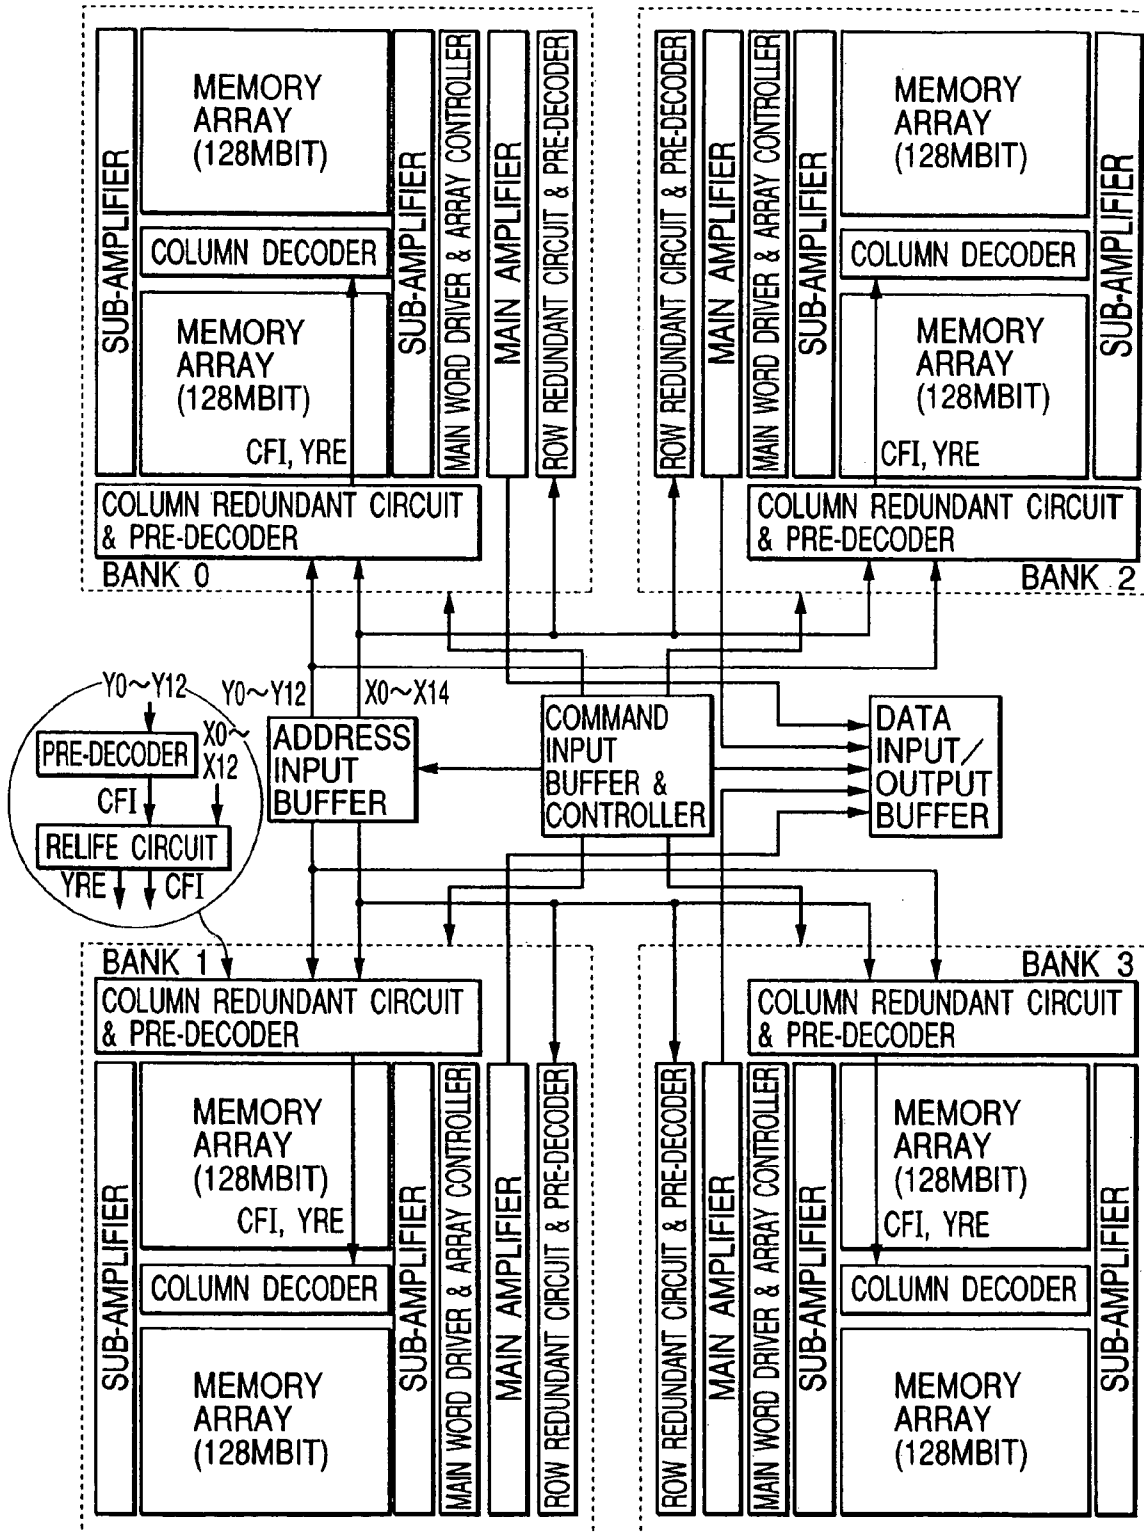 SUB-AMPLIFIER
MEMORY
ARRAY
(128MBIT)
COLUMN DECODER
MEMORY
ARRAY
(128MBIT)
CFI, YRE
SUB-AMPLIFIER
MAIN WORD DRIVER & ARRAY CONTROLLER
MAIN AMPLIFIER
ROW REDUNDANT CIRCUIT & PRE-DECODER
COLUMN REDUNDANT CIRCUIT
& PRE-DECODER
BANK 0
ROW REDUNDANT CIRCUIT & PRE-DECODER
MAIN AMPLIFIER
MAIN WORD DRIVER & ARRAY CONTROLLER
SUB-AMPLIFIER
MEMORY
ARRAY
(128MBIT)
COLUMN DECODER
MEMORY
ARRAY
(128MBIT)
CFI, YRE
SUB-AMPLIFIER
COLUMN REDUNDANT CIRCUIT
& PRE-DECODER
BANK 2
Y0~Y12
PRE-DECODER
X0~
X12
CFI
RELIFE CIRCUIT
YRE
CFI
Y0~Y12
X0~X14
ADDRESS
INPUT
BUFFER
COMMAND
INPUT
BUFFER &
CONTROLLER
DATA
INPUT/
OUTPUT
BUFFER
BANK 1
COLUMN REDUNDANT CIRCUIT
& PRE-DECODER
SUB-AMPLIFIER
MEMORY
ARRAY
(128MBIT)
CFI, YRE
COLUMN DECODER
MEMORY
ARRAY
(128MBIT)
SUB-AMPLIFIER
MAIN WORD DRIVER & ARRAY CONTROLLER
MAIN AMPLIFIER
ROW REDUNDANT CIRCUIT & PRE-DECODER
BANK 3
COLUMN REDUNDANT CIRCUIT
& PRE-DECODER
ROW REDUNDANT CIRCUIT & PRE-DECODER
MAIN AMPLIFIER
MAIN WORD DRIVER & ARRAY CONTROLLER
SUB-AMPLIFIER
MEMORY
ARRAY
(128MBIT)
CFI, YRE
COLUMN DECODER
MEMORY
ARRAY
(128MBIT)
SUB-AMPLIFIER